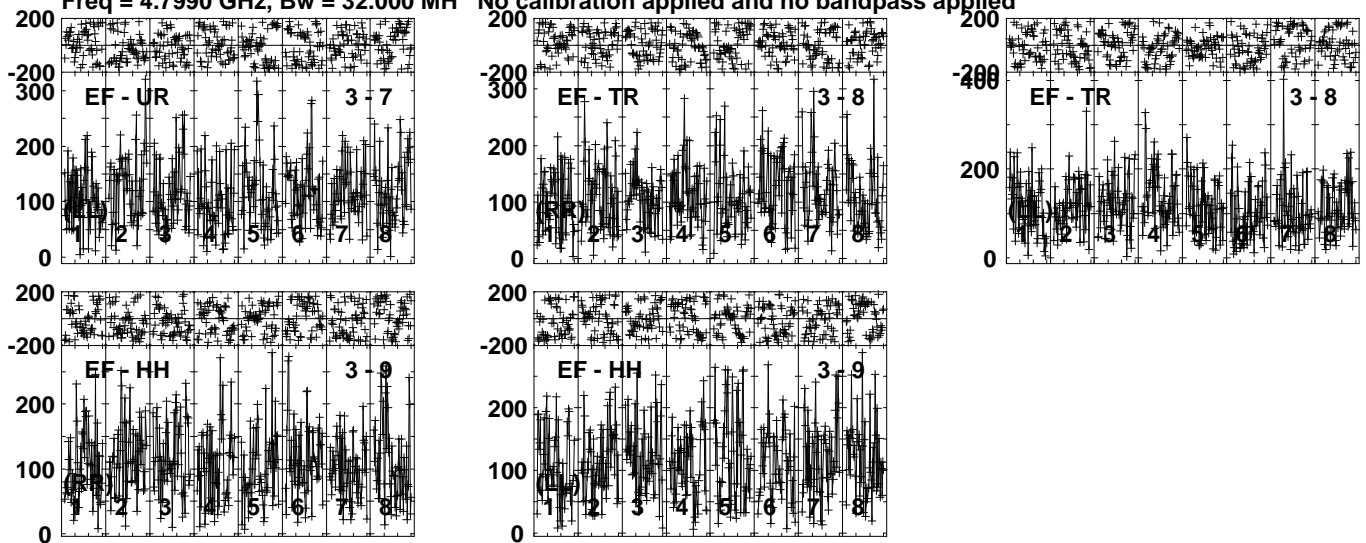 Freq = 4.7990 GHz, Bw = 32.000 MH No calibration applied and no bandpass applied
200
-200
300
200
100
0
EF - UR 3 - 7
(LL)
1 2 3 4 5 6 7 8
200
-200
300
200
100
0
EF - TR 3 - 8
(RR)
1 2 3 4 5 6 7 8
200
-200
400
200
0
EF - TR 3 - 8
(LL)
1 2 3 4 5 6 7 8
200
-200
200
100
0
EF - HH 3 - 9
(RR)
1 2 3 4 5 6 7 8
200
-200
200
100
0
EF - HH 3 - 9
(LL)
1 2 3 4 5 6 7 8